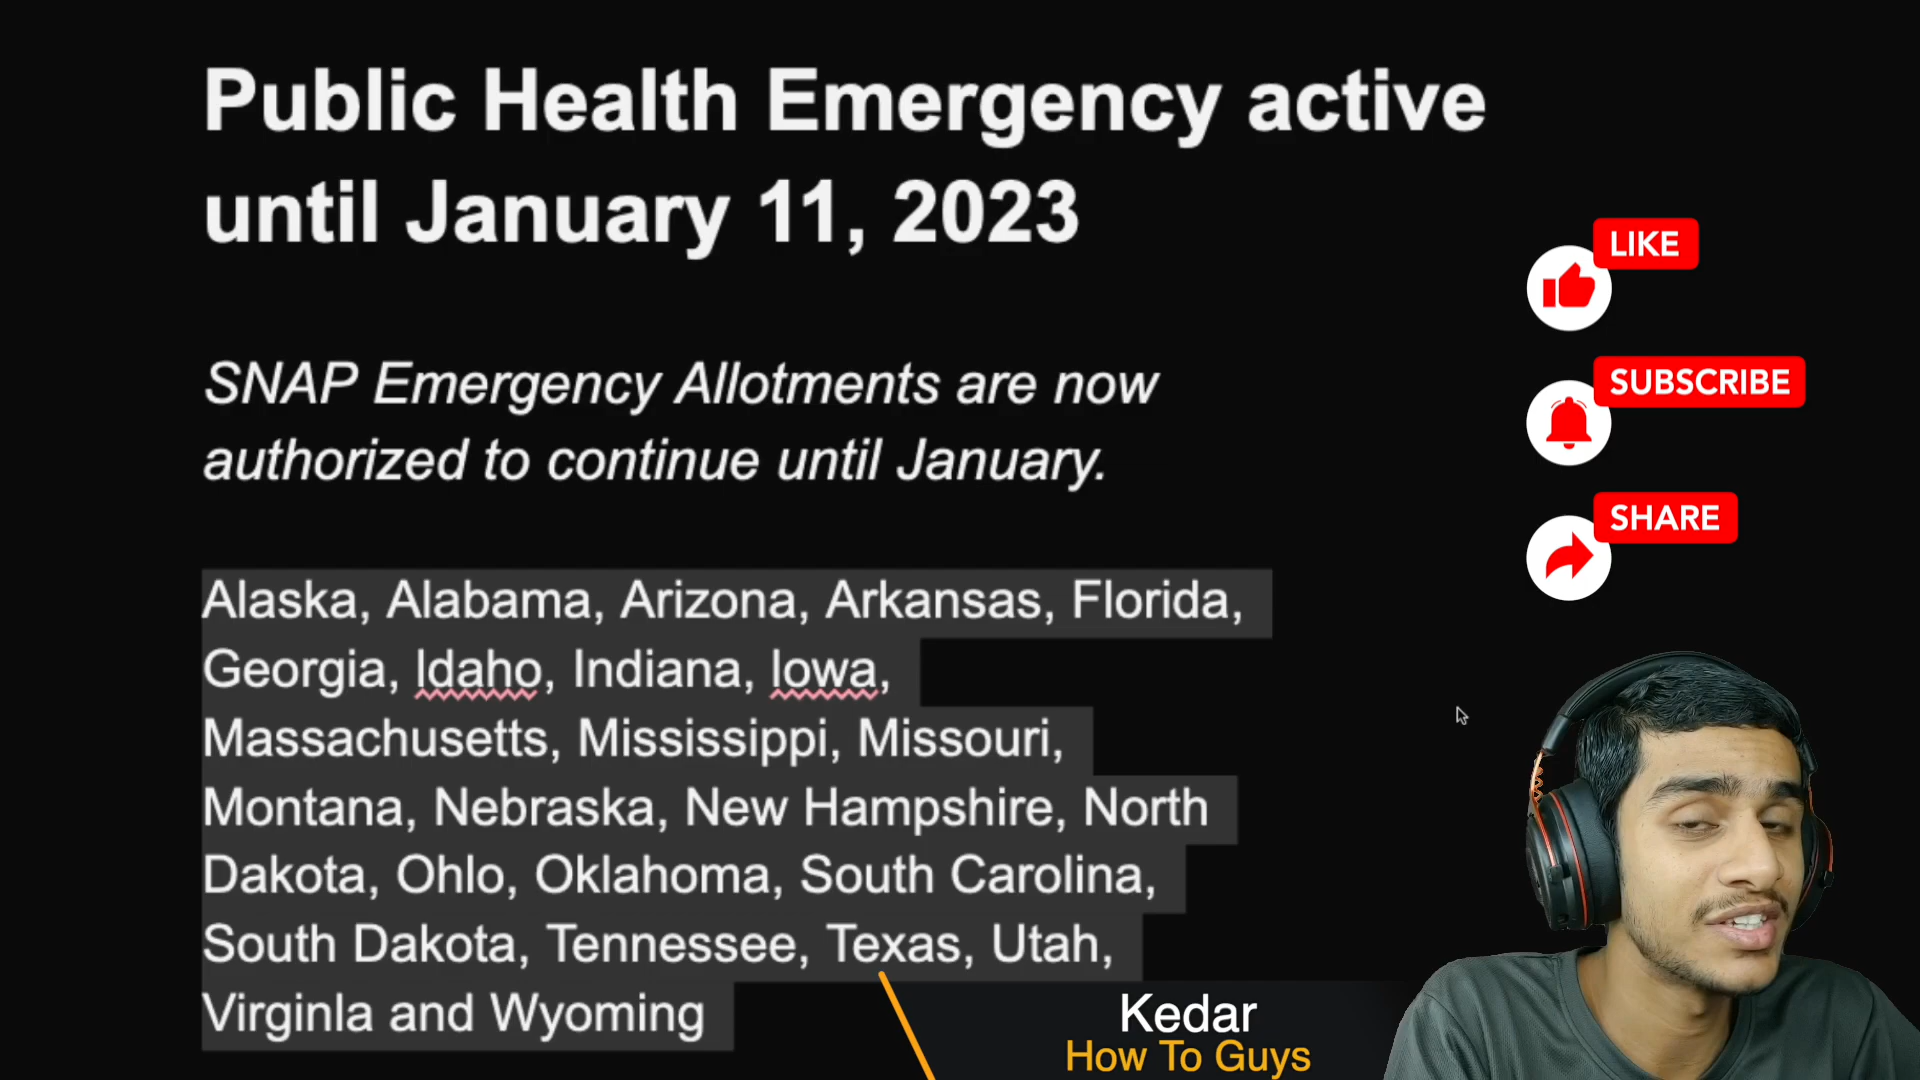 Public Health Emergency active
until January 11, 2023
SNAP Emergency Allotments are now
authorized to continue until January.
Alaska, Alabama, Arizona, Arkansas, Florida,
Georgia, ldaho, Indiana, lowa,
Massachusetts, Mississippi, Missouri,
Montana, Nebraska, New Hampshire, North
Dakota, Ohlo, Oklahoma, South Carolina,
South Dakota, Tennessee, Texas, Utah,
Virginla and Wyoming
LIKE
SUBSCRIBE
SHARE
Kedar
How To Guys